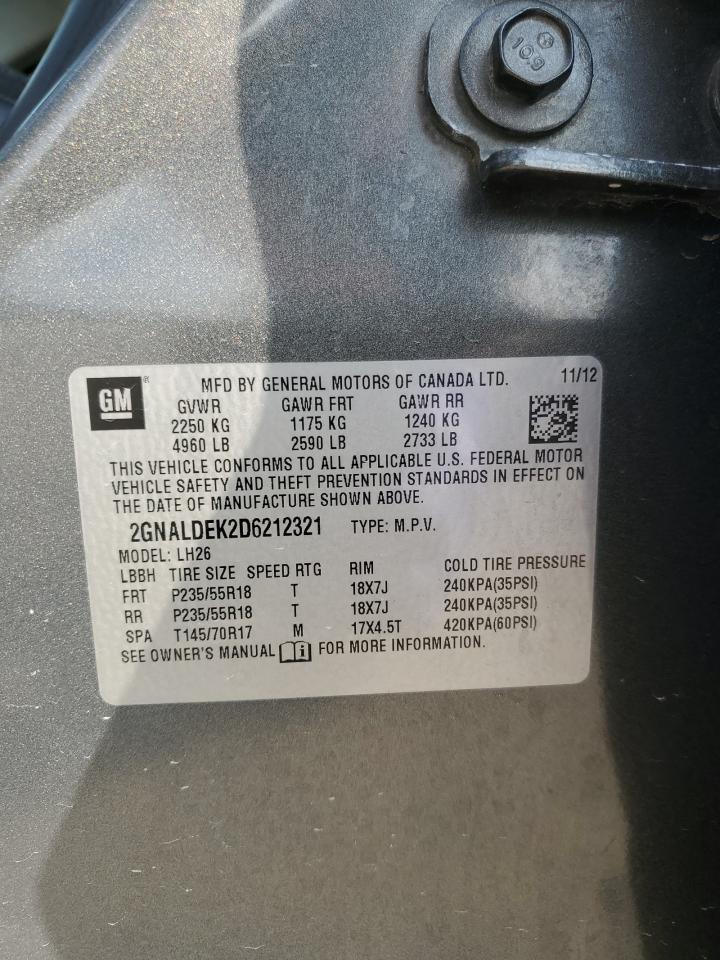 10.9
GM ®
MFD BY GENERAL MOTORS OF CANADA LTD. 11/12
GVWR GAWR FRT GAWR RR
2250 KG 1175 KG 1240 KG
4960 LB 2590 LB 2733 LB
THIS VEHICLE CONFORMS TO ALL APPLICABLE U.S. FEDERAL MOTOR
VEHICLE SAFETY AND THEFT PREVENTION STANDARDS IN EFFECT ON
THE DATE OF MANUFACTURE SHOWN ABOVE.
2GNALDEK2D6212321 TYPE: M.P.V.
MODEL: LH26
LBBH TIRE SIZE SPEED RTG RIM COLD TIRE PRESSURE
FRT P235/55R18 T 18X7J 240KPA(35PSI)
RR P235/55R18 T 18X7J 240KPA(35PSI)
SPA T145/70R17 M 17X4.5T 420KPA(60PSI)
SEE OWNER'S MANUAL i FOR MORE INFORMATION.